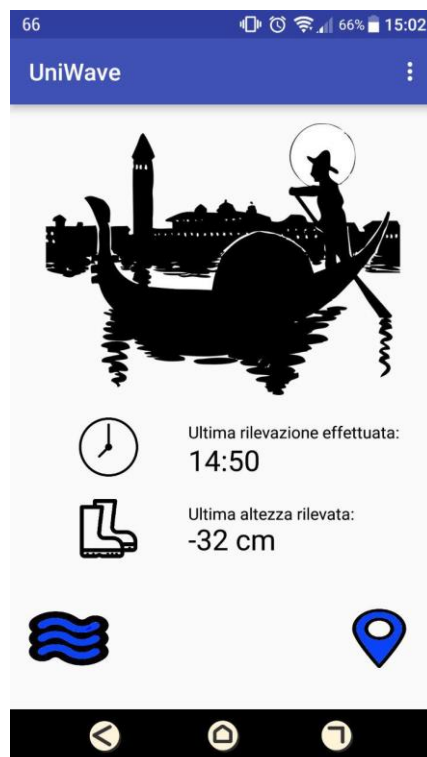 66 66% 15:02
UniWave
Ultima rilevazione effettuata:
14:50
Ultima altezza rilevata:
-32 cm